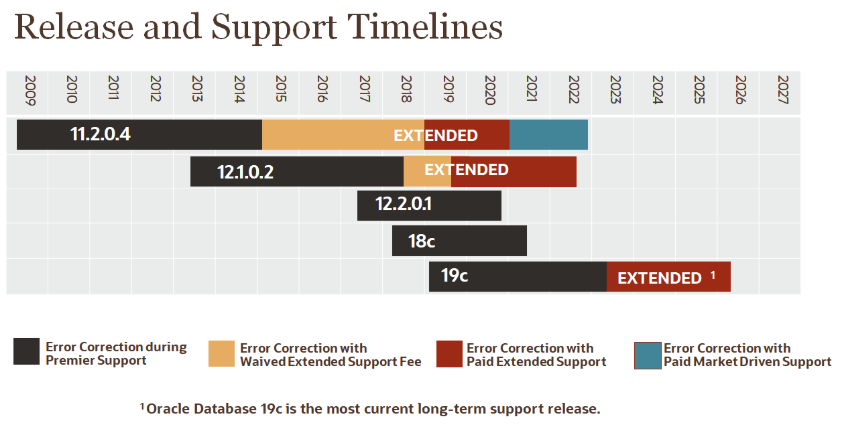 Release and Support Timelines
2009 2010 2011 2012 2013 2014 2015 2016 2017 2018 2019 2020 2021 2022 2023 2024 2025 2026 2027
11.2.0.4 EXTENDED
12.1.0.2 EXTENDED
12.2.0.1
18c
19c EXTENDED ¹
Error Correction during
Premier Support
Error Correction with
Waived Extended Support Fee
Error Correction with
Paid Extended Support
Error Correction with
Paid Market Driven Support
¹Oracle Database 19c is the most current long-term support release.